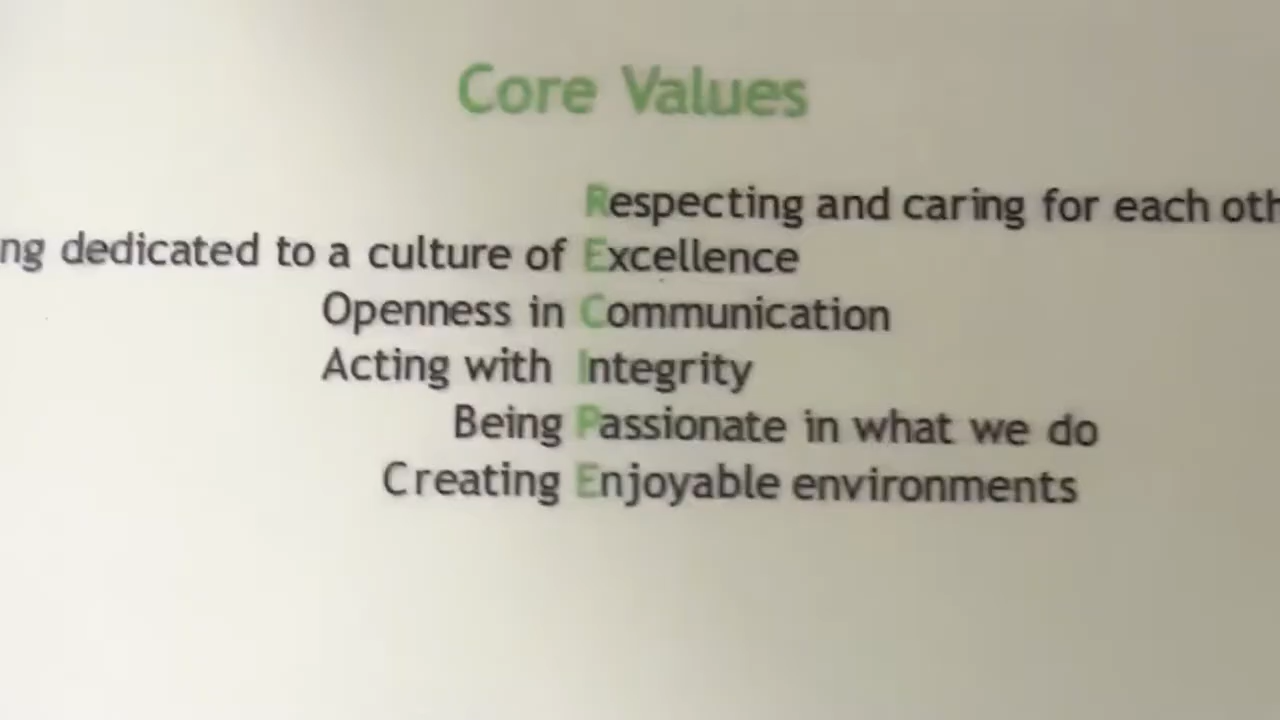 Core Values
Respecting and caring for each oth
ng dedicated to a culture of Excellence
Openness in Communication
Acting with Integrity
Being Passionate in what we do
Creating Enjoyable environments